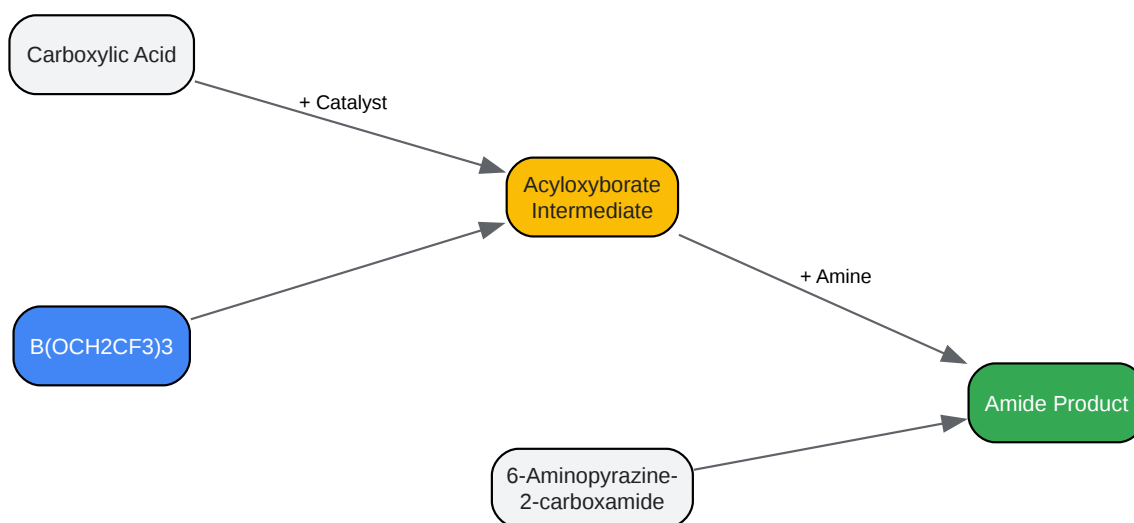 Carboxylic Acid
+ Catalyst
Acyloxyborate
Intermediate
+ Amine
B(OCH2CF3)3
Amide Product
6-Aminopyrazine-
2-carboxamide